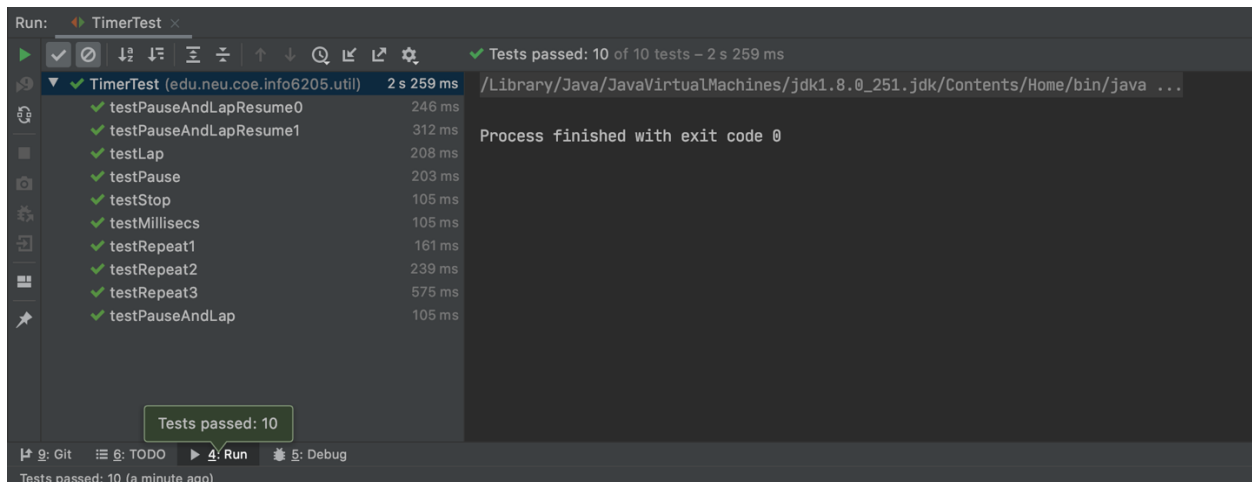 Run: TimerTest ×
Tests passed: 10 of 10 tests – 2 s 259 ms
TimerTest (edu.neu.coe.info6205.util) 2 s 259 ms
testPauseAndLapResume0 246 ms
testPauseAndLapResume1 312 ms
testLap 208 ms
testPause 203 ms
testStop 105 ms
testMillisecs 105 ms
testRepeat1 161 ms
testRepeat2 239 ms
testRepeat3 575 ms
testPauseAndLap 105 ms
/Library/Java/JavaVirtualMachines/jdk1.8.0_251.jdk/Contents/Home/bin/java ...
Process finished with exit code 0
Tests passed: 10
9: Git 6: TODO 4: Run 5: Debug
Tests passed: 10 (a minute ago)